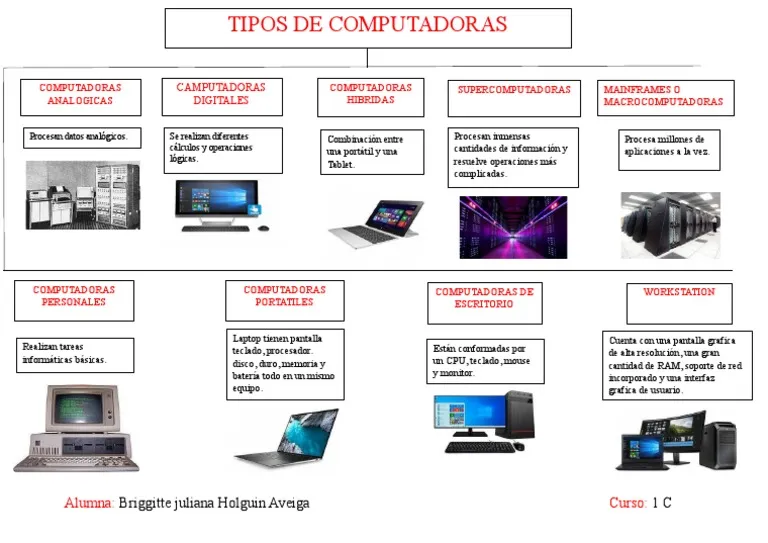 TIPOS DE COMPUTADORAS
COMPUTADORAS
ANALOGICAS
CAMPUTADORAS
DIGITALES
COMPUTADORAS
HIBRIDAS
SUPERCOMPUTADORAS
MAINFRAMES O
MACROCOMPUTADORAS
Procesan datos analógicos.
Se realizan diferentes
cálculos y operaciones
lógicas.
Combinación entre
una portátil y una
Tablet.
Procesan inmensas
cantidades de información y
resuelve operaciones más
complicadas.
Procesa millones de
aplicaciones a la vez.
COMPUTADORAS
PERSONALES
COMPUTADORAS
PORTATILES
COMPUTADORAS DE
ESCRITORIO
WORKSTATION
Realizan tareas
informáticas básicas.
Laptop tienen pantalla
teclado, procesador.
disco, duro, memoria y
batería todo en un mismo
equipo.
Están conformadas por
un CPU, teclado, mouse
y monitor.
Cuenta con una pantalla grafica
de alta resolución, una gran
cantidad de RAM, soporte de red
incorporado y una interfaz
grafica de usuario.
Alumna: Briggitte juliana Holguin Aveiga
Curso: 1 C